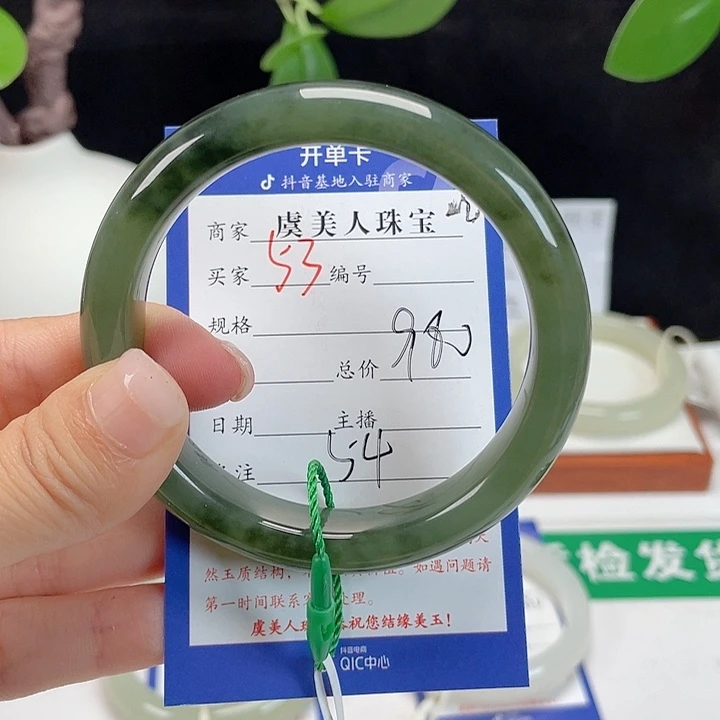 开单卡
抖音基地入驻商家
商家 虞美人珠宝
买家 53 编号
规格
总价 980
日期 主播
注 54
然玉质结构，如遇问题请
第一时间联系 处理。
虞美人珠 祝您结缘美玉！
抖音电商
QIC中心
检发货